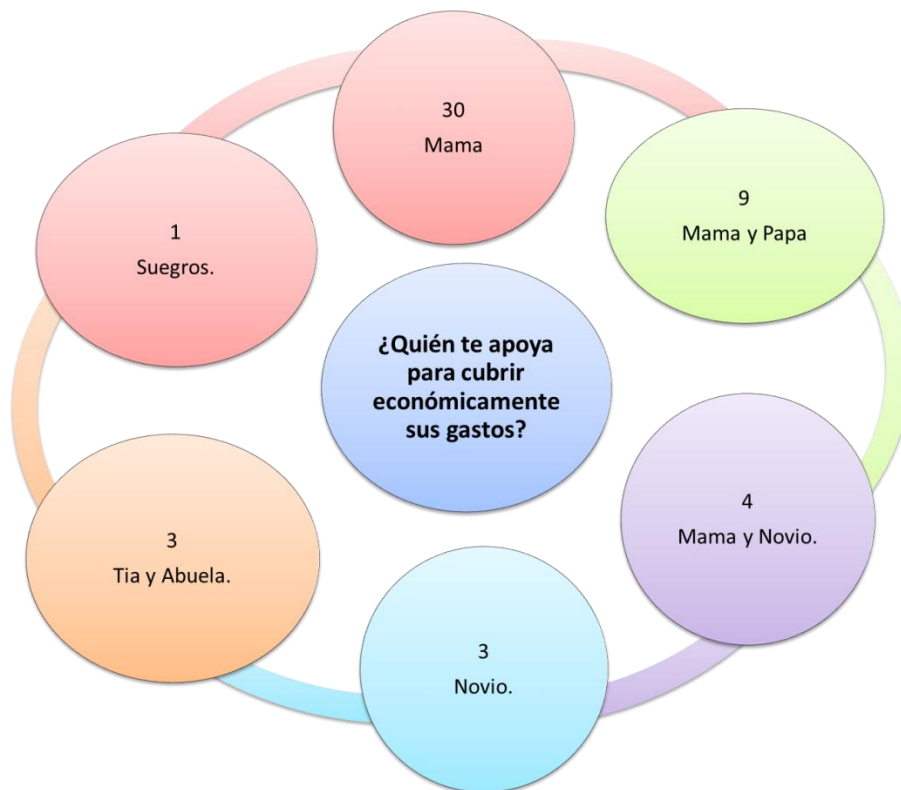 30
Mama
9
Mama y Papa
4
Mama y Novio.
3
Novio.
3
Tia y Abuela.
1
Suegros.
¿Quién te apoya
para cubrir
económicamente
sus gastos?